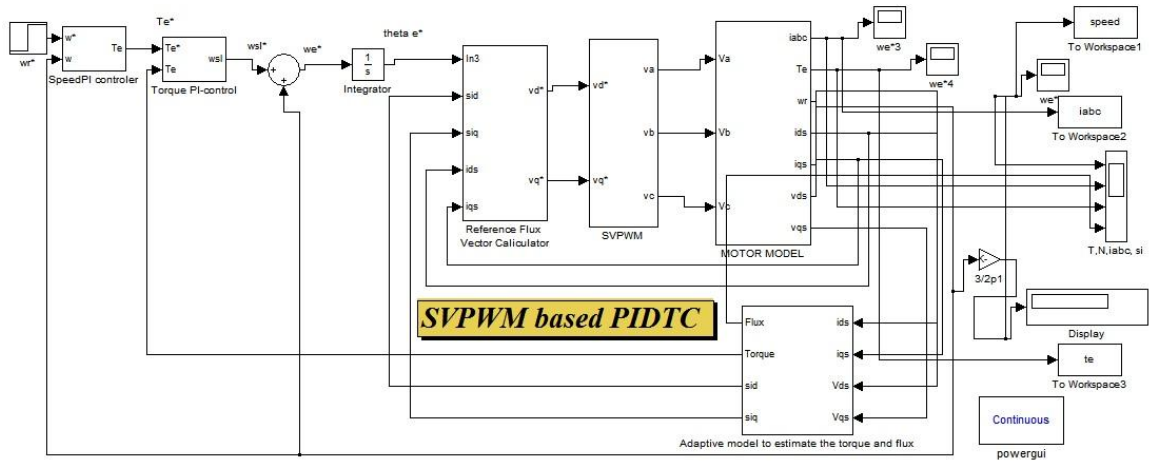 wr*
w*
w
Te
SpeedPI controler
Te*
Te*
Te
wsl
Torque PI-control
wsl*
we*
1
s
Integrator
theta e*
In3
sid
siq
ids
iqs
vd*
vq*
Reference Flux
Vector Caliculator
vd*
vq*
va
vb
vc
SVPWM
Va
Vb
Vc
iabc
Te
wr
ids
iqs
vds
vqs
MOTOR MODEL
we*3
we*4
we*
speed
To Workspace1
iabc
To Workspace2
T,N,iabc, si
<-
3/2p1
Display
te
To Workspace3
SVPWM based PIDTC
Flux
Torque
sid
siq
ids
iqs
Vds
Vqs
Adaptive model to estimate the torque and flux
Continuous
powergui